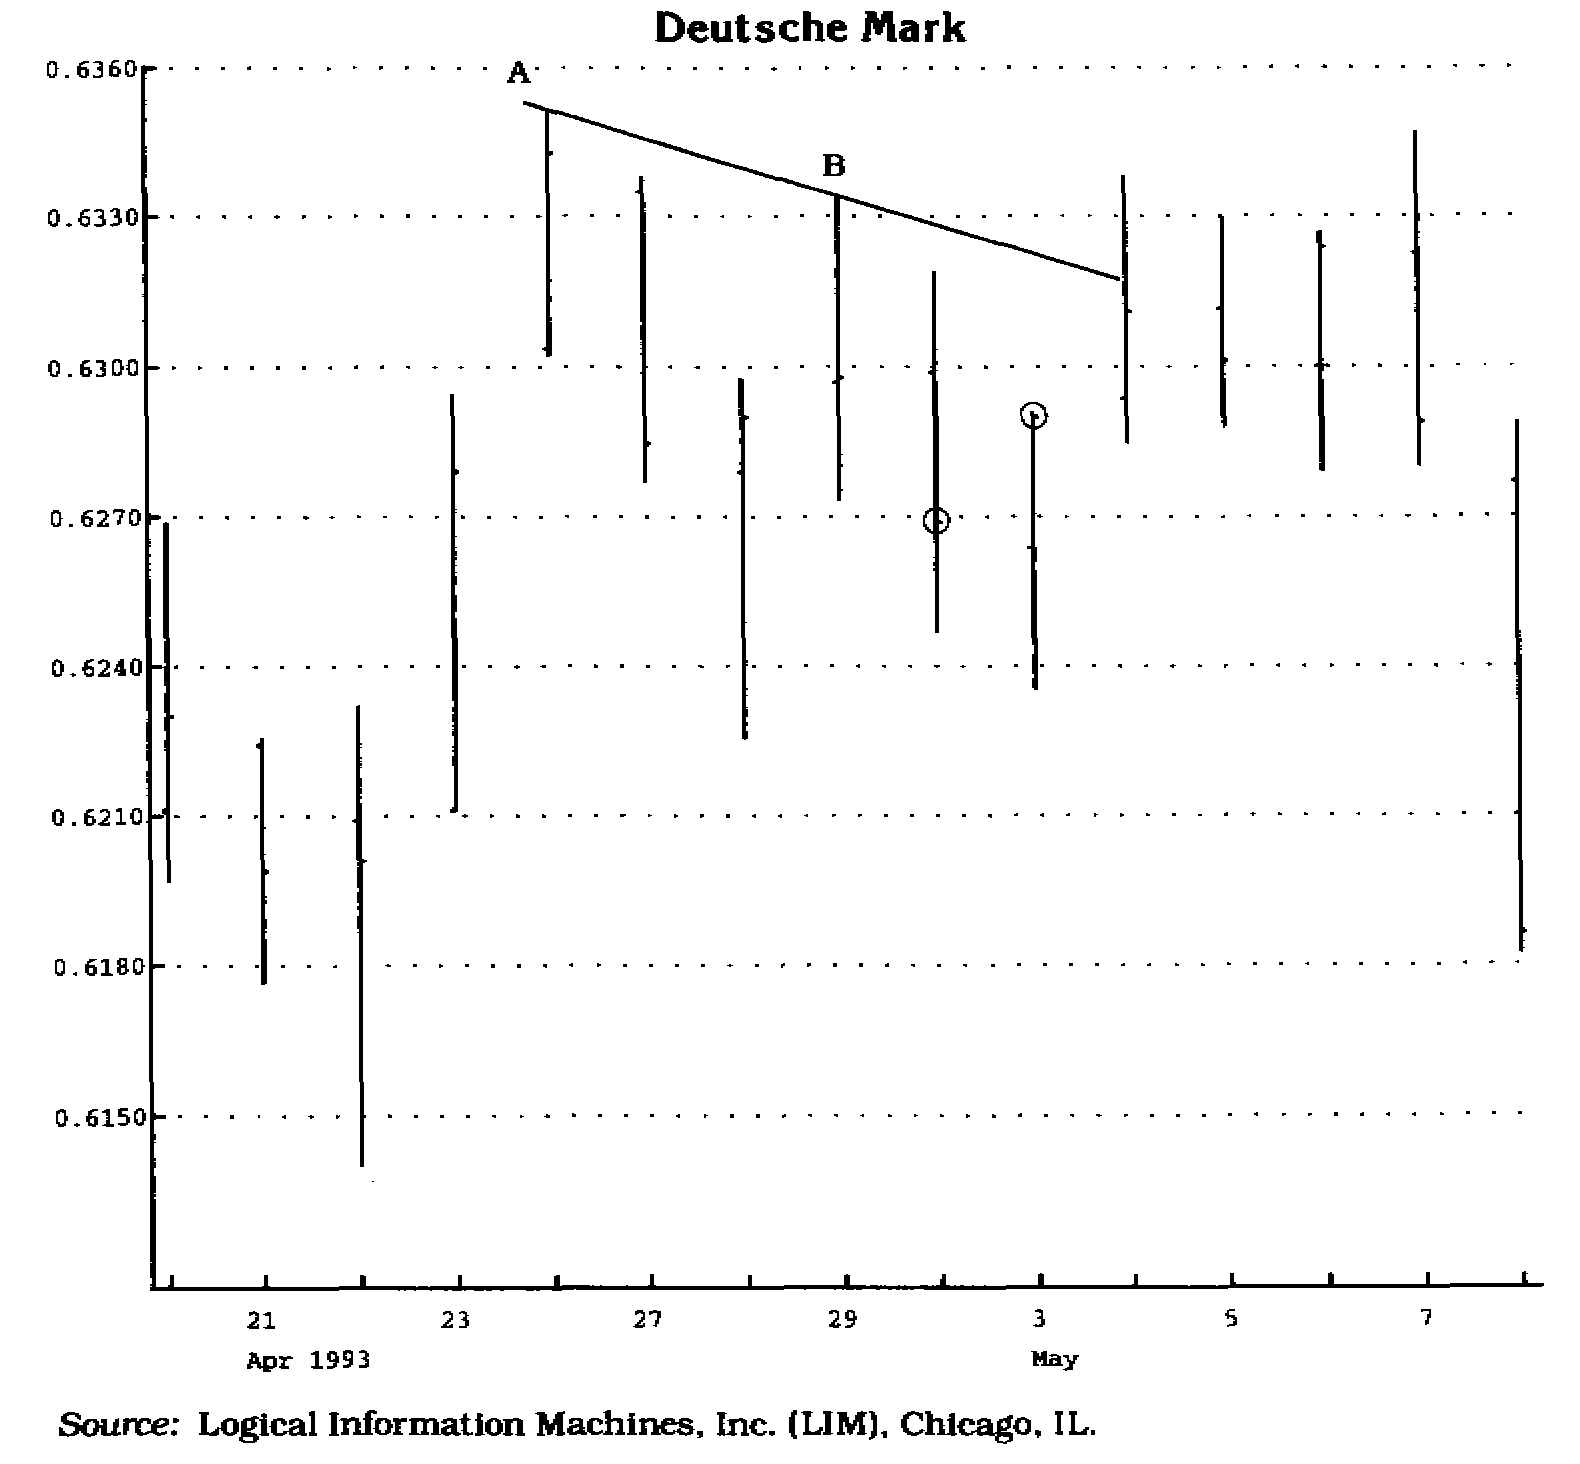 Deutsche Mark
0.6360
A
B
0.6330
0.6300
0.6270
0.6240
0.6210
0.6180
0.6150
21 23 27 29 3 5 7
Apr 1993 May
Source: Logical Information Machines, Inc. (LIM), Chicago, IL.